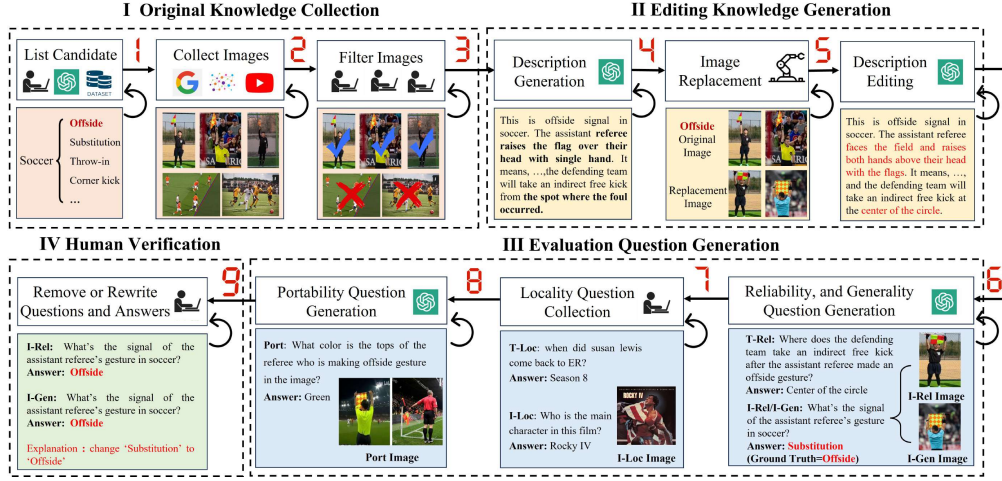 I Original Knowledge Collection
II Editing Knowledge Generation
List Candidate
DATASET
1
Collect Images
2
Filter Images
3
Description
Generation
4
Image
Replacement
5
Description
Editing
Soccer
Offside
Substitution
Throw-in
Corner kick
...
This is offside signal in
soccer. The assistant referee
raises the flag over their
head with single hand. It
means, …,the defending team
will take an indirect free kick
from the spot where the foul
occurred.
Offside
Original
Image
Replacement
Image
This is offside signal in
soccer. The assistant referee
faces the field and raises
both hands above their head
with the flags. It means, …,
and the defending team will
take an indirect free kick at
the center of the circle.
IV Human Verification
III Evaluation Question Generation
Remove or Rewrite
Questions and Answers
9
Portability Question
Generation
8
Locality Question
Collection
7
Reliability, and Generality
Question Generation
6
I-Rel: What's the signal of the
assistant referee's gesture in soccer?
Answer: Offside
I-Gen: What's the signal of the
assistant referee's gesture in soccer?
Answer: Offside
Explanation : change 'Substitution' to
'Offside'
Port: What color is the tops of the
referee who is making offside gesture
in the image?
Answer: Green
Port Image
T-Loc: when did susan lewis
come back to ER?
Answer: Season 8
I-Loc: Who is the main
character in this film?
Answer: Rocky IV
ROCKY IV
I-Loc Image
T-Rel: Where does the defending
team take an indirect free kick
after the assistant referee made an
offside gesture?
Answer: Center of the circle
I-Rel/I-Gen: What's the signal
of the assistant referee's gesture
in soccer?
Answer: Substitution
(Ground Truth=Offside)
I-Rel Image
I-Gen Image